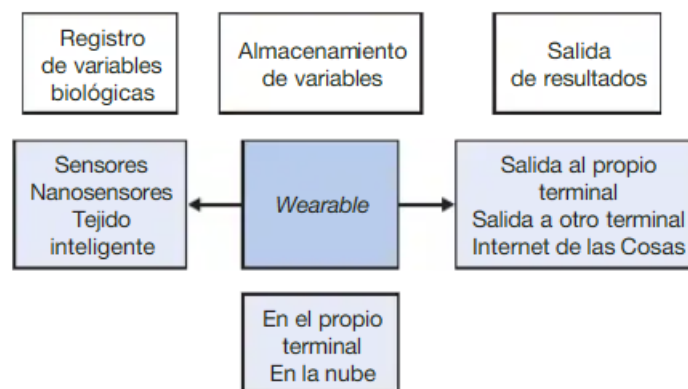 Registro
de variables
biológicas
Almacenamiento
de variables
Salida
de resultados
Sensores
Nanosensores
Tejido
inteligente
Wearable
Salida al propio
terminal
Salida a otro terminal
Internet de las Cosas
En el propio
terminal
En la nube